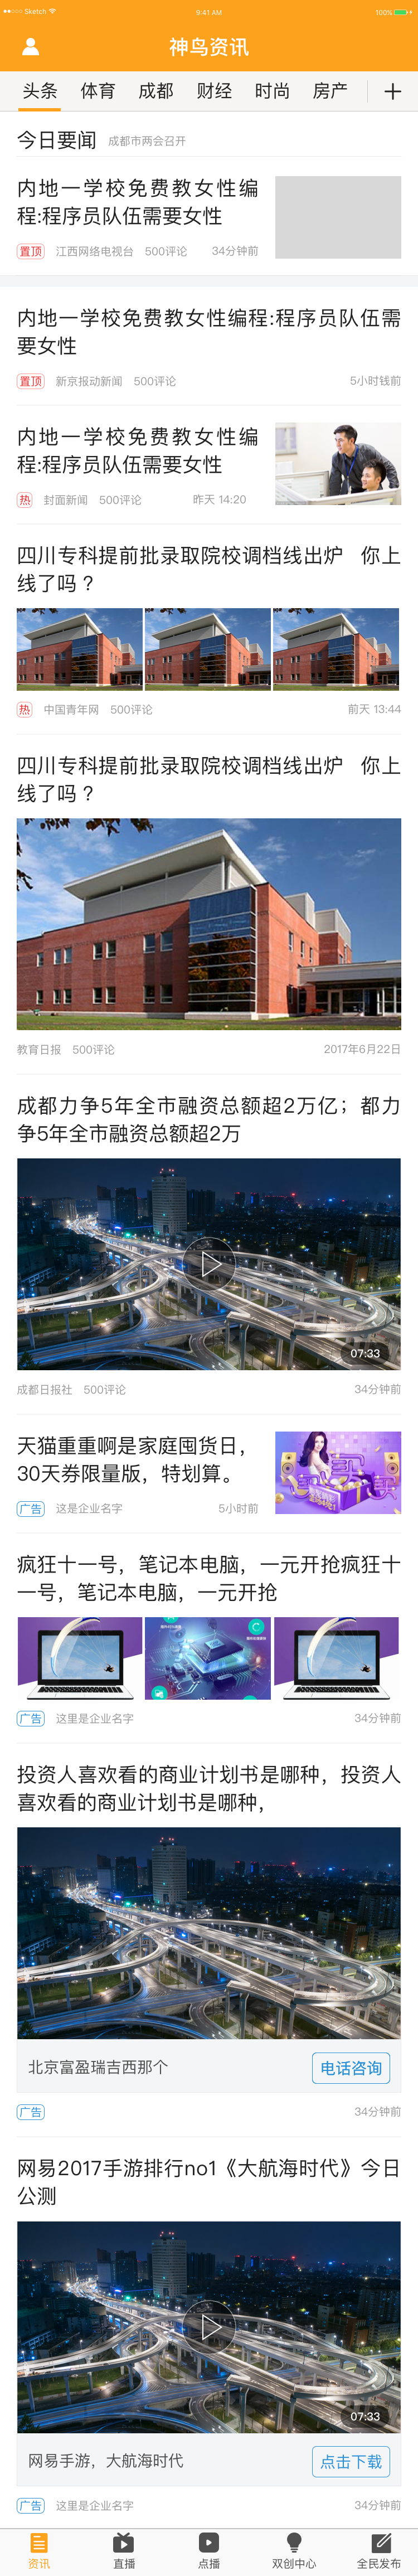 Sketch 9:41 AM 100%
神鸟资讯
头条 体育 成都 财经 时尚 房产
今日要闻 成都市两会召开
内地一学校免费教女性编
程:程序员队伍需要女性
置顶 江西网络电视台 500评论 34分钟前
内地一学校免费教女性编程:程序员队伍需
要女性
置顶 新京报动新闻 500评论 5小时钱前
内地一学校免费教女性编
程:程序员队伍需要女性
热 封面新闻 500评论 昨天 14:20
四川专科提前批录取院校调档线出炉 你上
线了吗？
热 中国青年网 500评论 前天 13:44
四川专科提前批录取院校调档线出炉 你上
线了吗？
教育日报 500评论 2017年6月22日
成都力争5年全市融资总额超2万亿；都力
争5年全市融资总额超2万
07:33
成都日报社 500评论 34分钟前
天猫重重啊是家庭囤货日，
30天券限量版，特划算。
广告 这是企业名字 5小时前
疯狂十一号，笔记本电脑，一元开抢疯狂十
一号，笔记本电脑，一元开抢
广告 这里是企业名字 34分钟前
投资人喜欢看的商业计划书是哪种，投资人
喜欢看的商业计划书是哪种，
北京富盈瑞吉西那个 电话咨询
广告 34分钟前
网易2017手游排行no1《大航海时代》今日
公测
07:33
网易手游，大航海时代 点击下载
广告 这里是企业名字 34分钟前
资讯 直播 点播 双创中心 全民发布